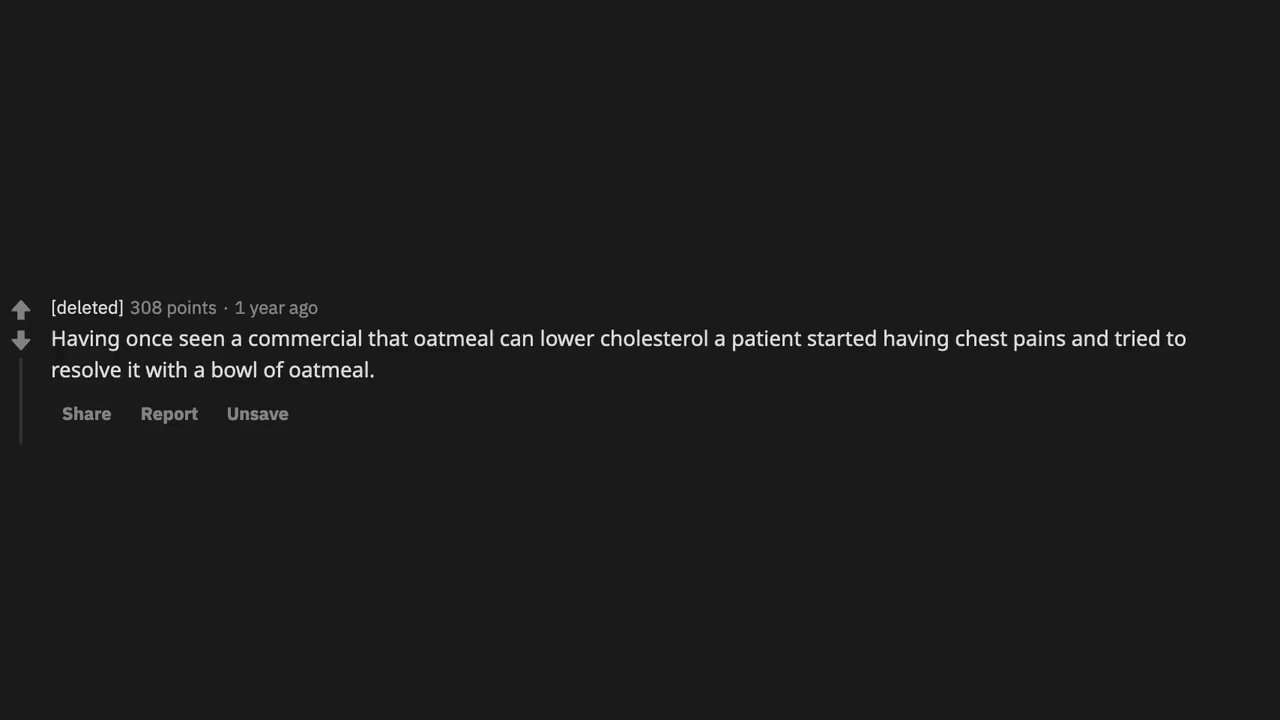 [deleted] 308 points · 1 year ago
Having once seen a commercial that oatmeal can lower cholesterol a patient started having chest pains and tried to
resolve it with a bowl of oatmeal.
Share Report Unsave